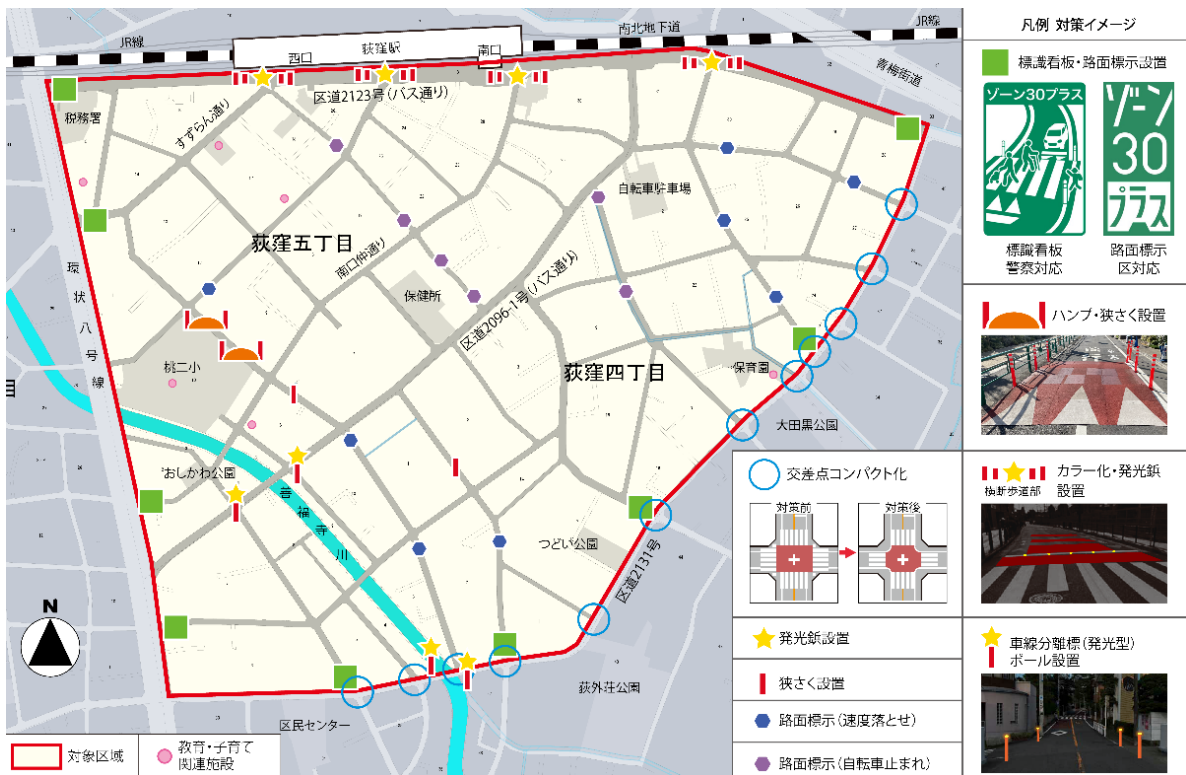 JR線
荻窪駅
西口
南口
南北地下道
JR線
青梅街道
区道2123号(バス通り)
すずらん通り
税務署
自転車駐車場
荻窪五丁目
南口仲通り
保健所
区道2096-1号(バス通り)
環状八号線
桃二小
荻窪四丁目
保育園
大田黒公園
おしかわ公園
善福寺川
つどい公園
区道2131号
荻外荘公園
区民センター
N
対象区域
教育・子育て
関連施設
凡例 対策イメージ
標識看板・路面標示設置
ゾーン30プラス
ゾーン
30
プラス
標識看板
警察対応
路面標示
区対応
ハンプ・狭さく設置
交差点コンパクト化
対策前
対策後
カラー化・発光鋲
設置
横断歩道部
発光鋲設置
狭さく設置
路面標示(速度落とせ)
路面標示(自転車止まれ)
車線分離標(発光型)
ポール設置